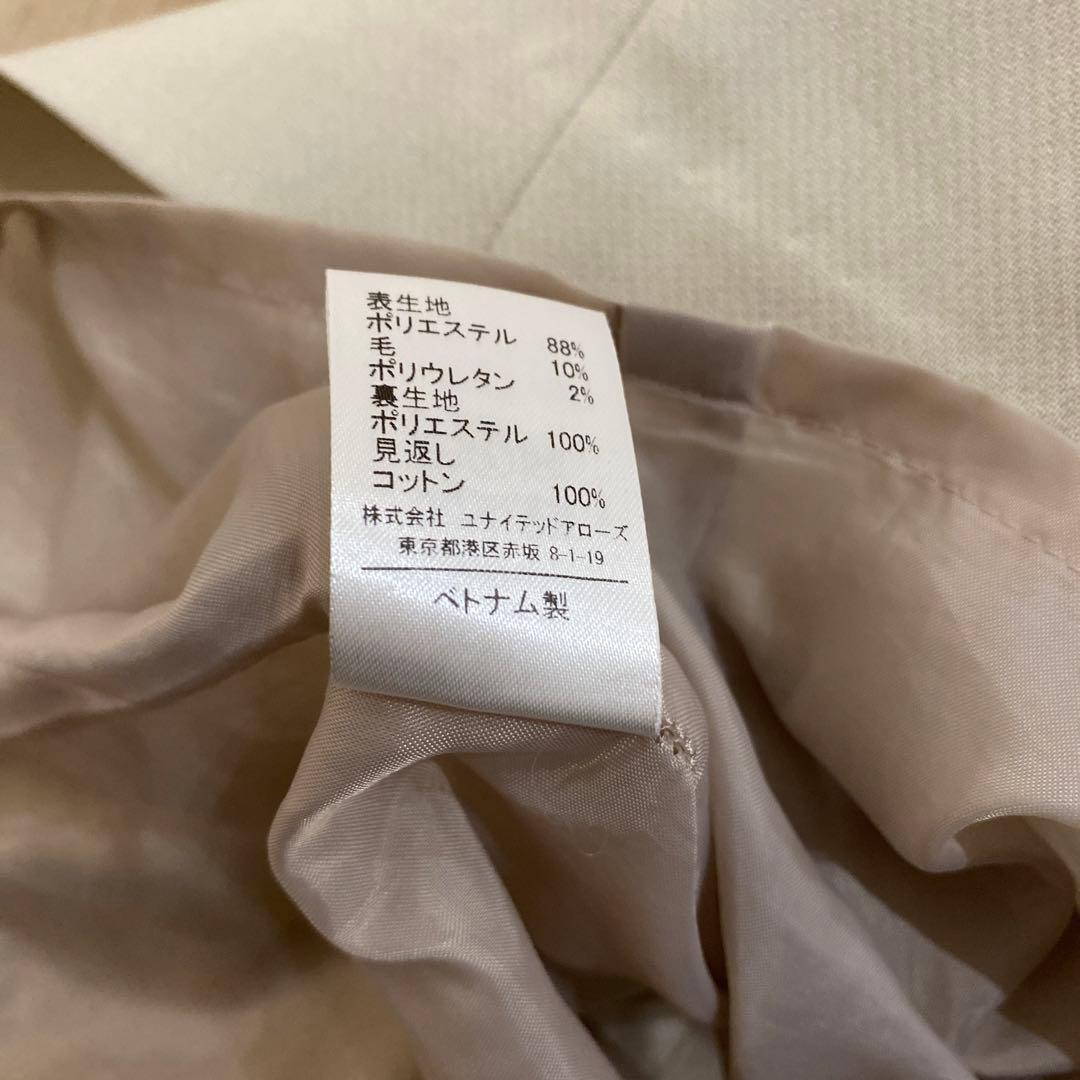 表生地
ポリエステル 88%
毛 10%
ポリウレタン 2%
裏生地
ポリエステル 100%
見返し
コットン 100%
株式会社 ユナイテッドアローズ
東京都港区赤坂 8-1-19
ベトナム製